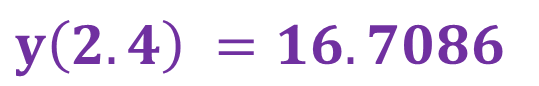 y(2.4) = 16.7086